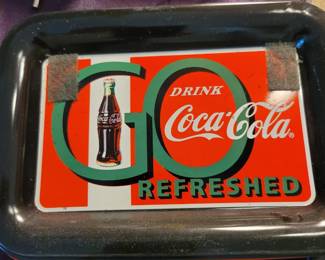 GO
DRINK
Coca-Cola®
REFRESHED